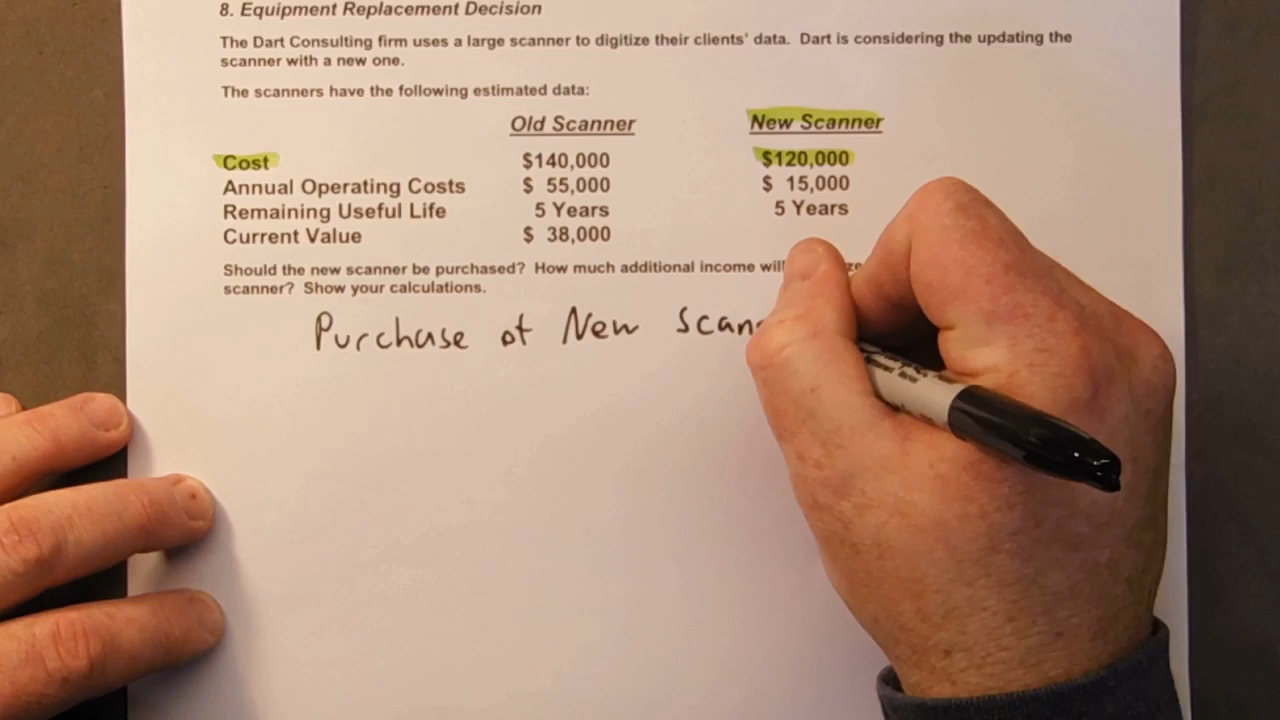 8. Equipment Replacement Decision
The Dart Consulting firm uses a large scanner to digitize their clients' data. Dart is considering the updating the
scanner with a new one.
The scanners have the following estimated data:
Old Scanner New Scanner
Cost $140,000 $120,000
Annual Operating Costs $ 55,000 $ 15,000
Remaining Useful Life 5 Years 5 Years
Current Value $ 38,000
Should the new scanner be purchased? How much additional income will
scanner? Show your calculations.
Purchase of New Scan